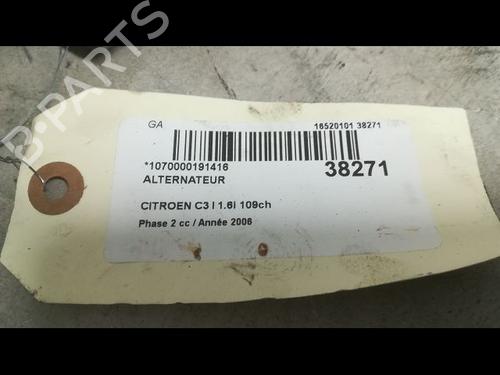 GA
16520101 38271
*1070000191416
38271
ALTERNATEUR
CITROEN C3 I 1.6i 109ch
Phase 2 cc / Année 2006
B-PARTS